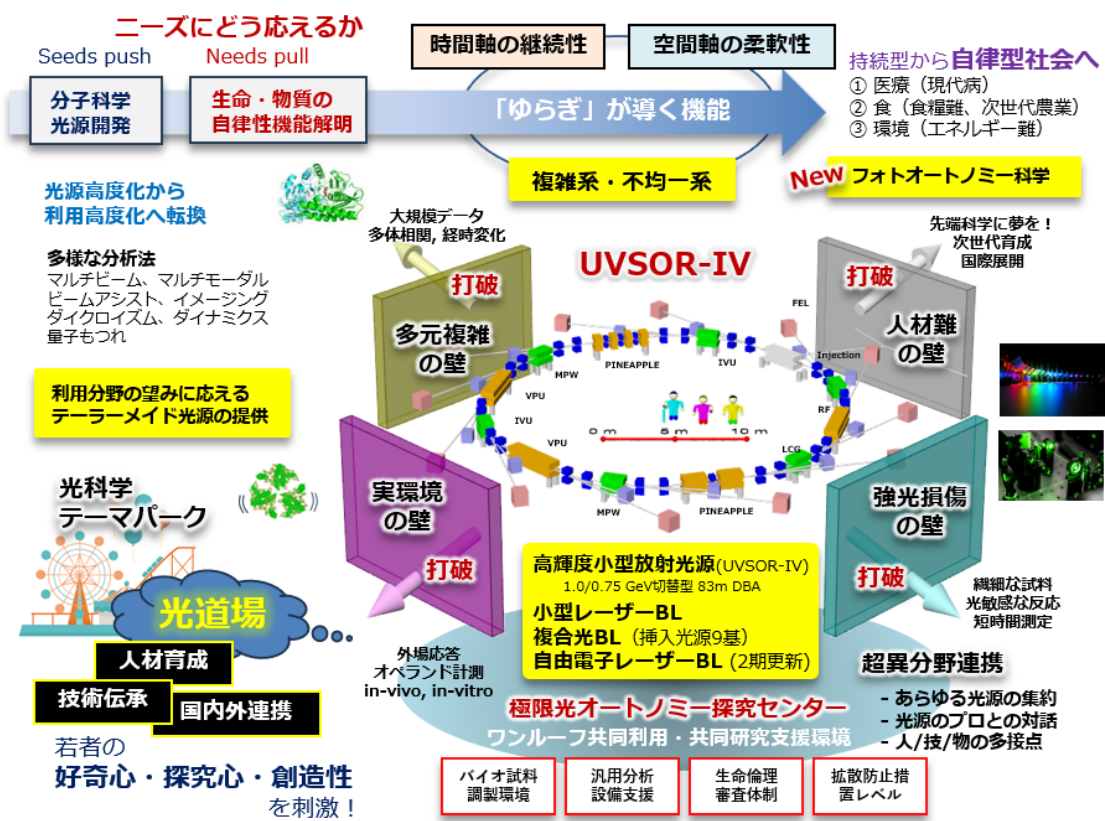 ニーズにどう応えるか
Seeds push
Needs pull
分子科学
光源開発
生命・物質の
自律性機能解明
時間軸の継続性
空間軸の柔軟性
「ゆらぎ」が導く機能
複雑系・不均一系
持続型から自律型社会へ
① 医療（現代病）
② 食（食糧難、次世代農業）
③ 環境（エネルギー難）
New
フォトオートノミー科学
光源高度化から
利用高度化へ転換
多様な分析法
マルチビーム、マルチモーダル
ビームアシスト、イメージング
ダイクロイズム、ダイナミクス
量子もつれ
利用分野の望みに応える
テーラーメイド光源の提供
大規模データ
多体相関, 経時変化
打破
多元複雑
の壁
UVSOR-IV
先端科学に夢を！
次世代育成
国際展開
打破
人材難
の壁
FEL
Injection
IVU
PINEAPPLE
MPW
VPU
IVU
VPU
RF
LCG
0 m
5 m
10 m
MPW
PINEAPPLE
実環境
の壁
打破
強光損傷
の壁
打破
外場応答
オペランド計測
in-vivo, in-vitro
繊細な試料
光敏感な反応
短時間測定
高輝度小型放射光源(UVSOR-IV)
1.0/0.75 GeV切替型 83m DBA
小型レーザーBL
複合光BL（挿入光源9基）
自由電子レーザーBL (2期更新)
極限光オートノミー探究センター
ワンルーフ共同利用・共同研究支援環境
バイオ試料
調製環境
汎用分析
設備支援
生命倫理
審査体制
拡散防止措
置レベル
超異分野連携
- あらゆる光源の集約
- 光源のプロとの対話
- 人/技/物の多接点
光科学
テーマパーク
光道場
人材育成
技術伝承
国内外連携
若者の
好奇心・探究心・創造性
を刺激！